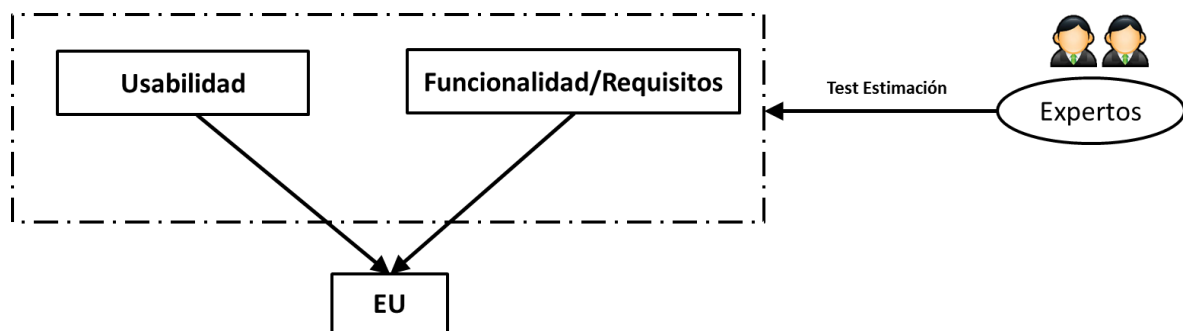 Usabilidad
Funcionalidad/Requisitos
Test Estimación
Expertos
EU